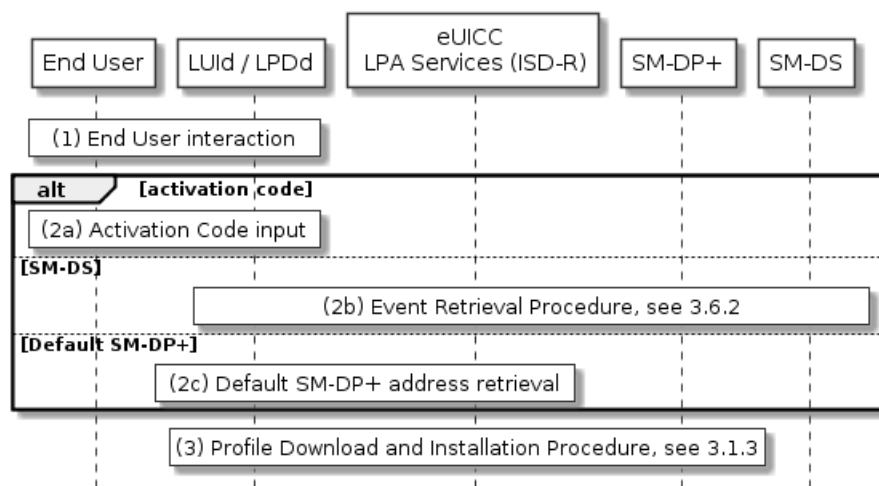 End User
LUId / LPDd
eUICC
LPA Services (ISD-R)
SM-DP+
SM-DS
(1) End User interaction
alt
[activation code]
(2a) Activation Code input
[SM-DS]
(2b) Event Retrieval Procedure, see 3.6.2
[Default SM-DP+]
(2c) Default SM-DP+ address retrieval
(3) Profile Download and Installation Procedure, see 3.1.3